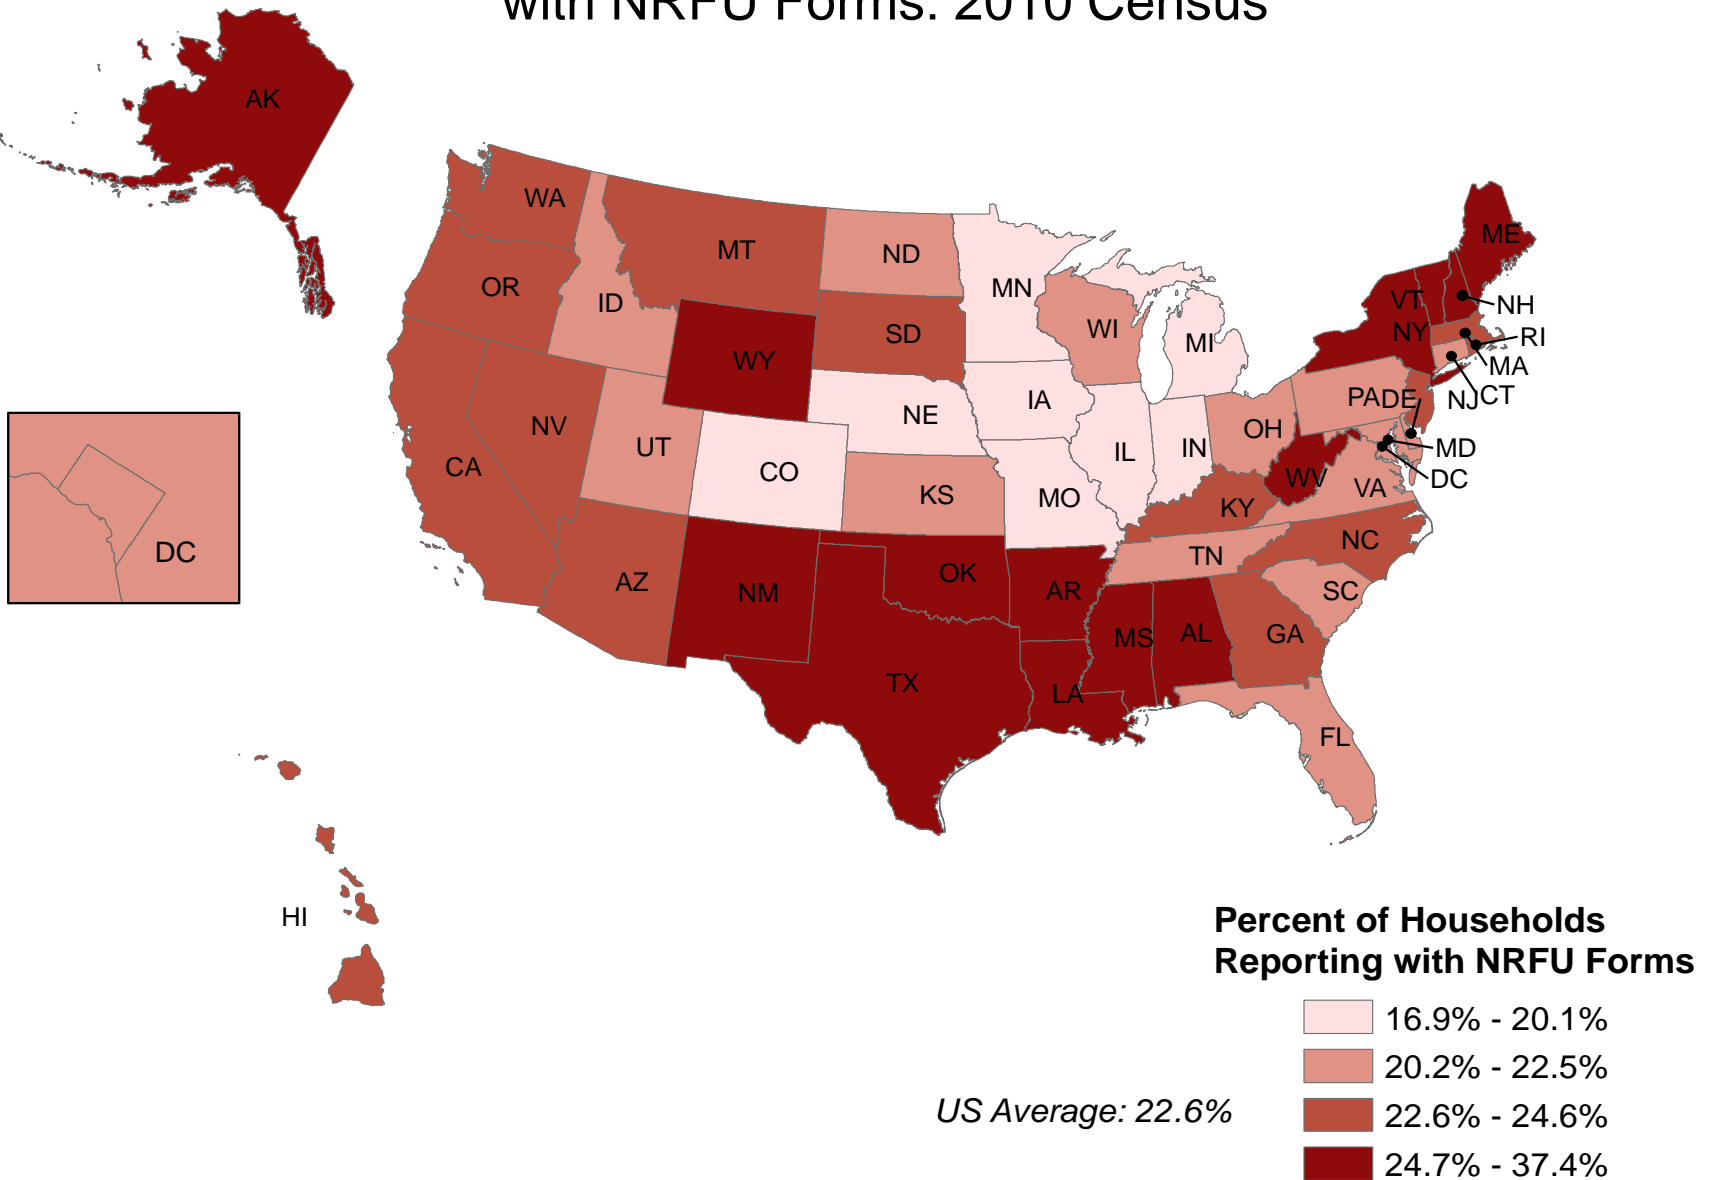 with NRFU Forms: 2010 Census
AK
WA
MT
ND
MN
ME
OR
ID
SD
WI
MI
VT
NH
NY
RI
WY
MA
NE
IA
PA
DE
NJ
CT
NV
UT
CO
IL
IN
OH
MD
CA
KS
MO
WV
VA
DC
KY
DC
AZ
NM
OK
AR
TN
NC
SC
MS
AL
GA
TX
LA
FL
HI
Percent of Households
Reporting with NRFU Forms
16.9% - 20.1%
20.2% - 22.5%
US Average: 22.6%
22.6% - 24.6%
24.7% - 37.4%